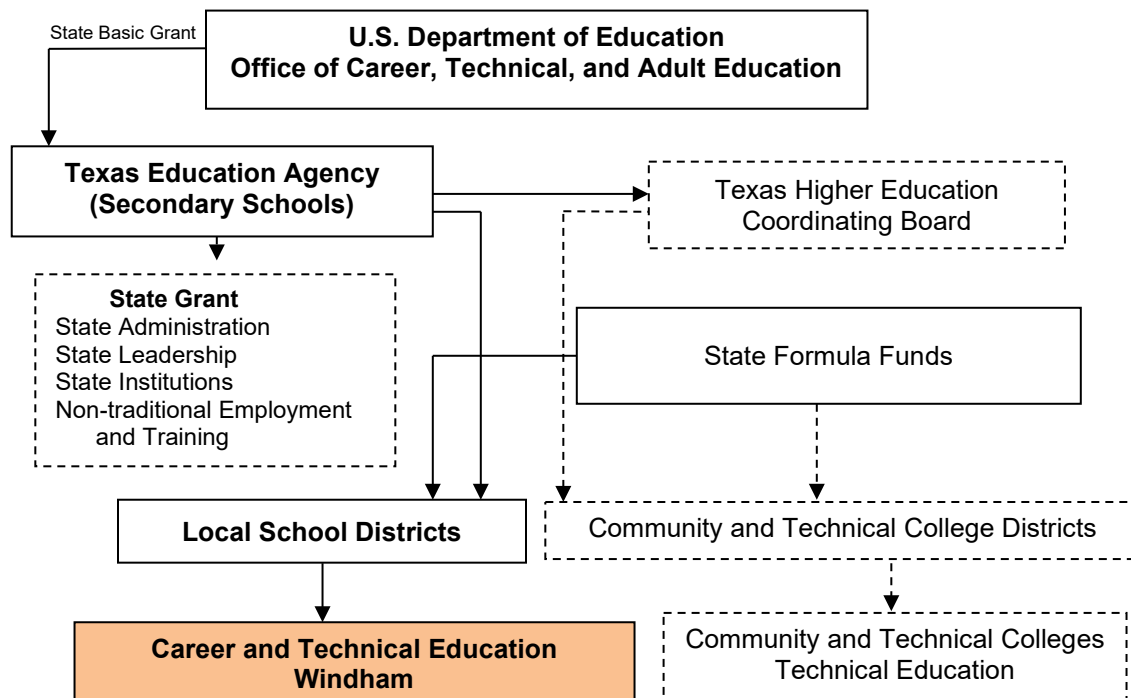 State Basic Grant
U.S. Department of Education
Office of Career, Technical, and Adult Education
Texas Education Agency
(Secondary Schools)
Texas Higher Education
Coordinating Board
State Grant
State Administration
State Leadership
State Institutions
Non-traditional Employment
and Training
State Formula Funds
Local School Districts
Community and Technical College Districts
Career and Technical Education
Windham
Community and Technical Colleges
Technical Education